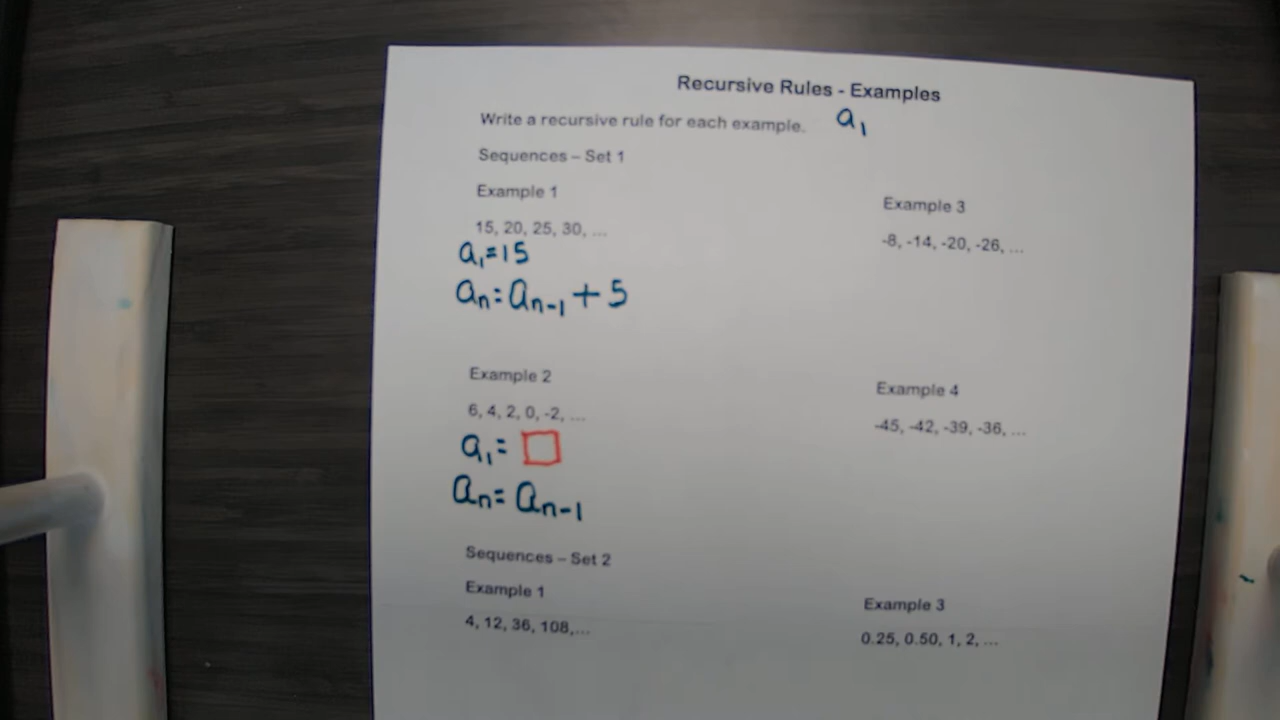 Recursive Rules - Examples
Write a recursive rule for each example. a₁
Sequences – Set 1
Example 1
15, 20, 25, 30, ...
a₁=15
aₙ=aₙ₋₁+5
Example 3
-8, -14, -20, -26, ...
Example 2
6, 4, 2, 0, -2, ...
a₁=
aₙ=aₙ₋₁
Example 4
-45, -42, -39, -36, ...
Sequences – Set 2
Example 1
4, 12, 36, 108,...
Example 3
0.25, 0.50, 1, 2, ...